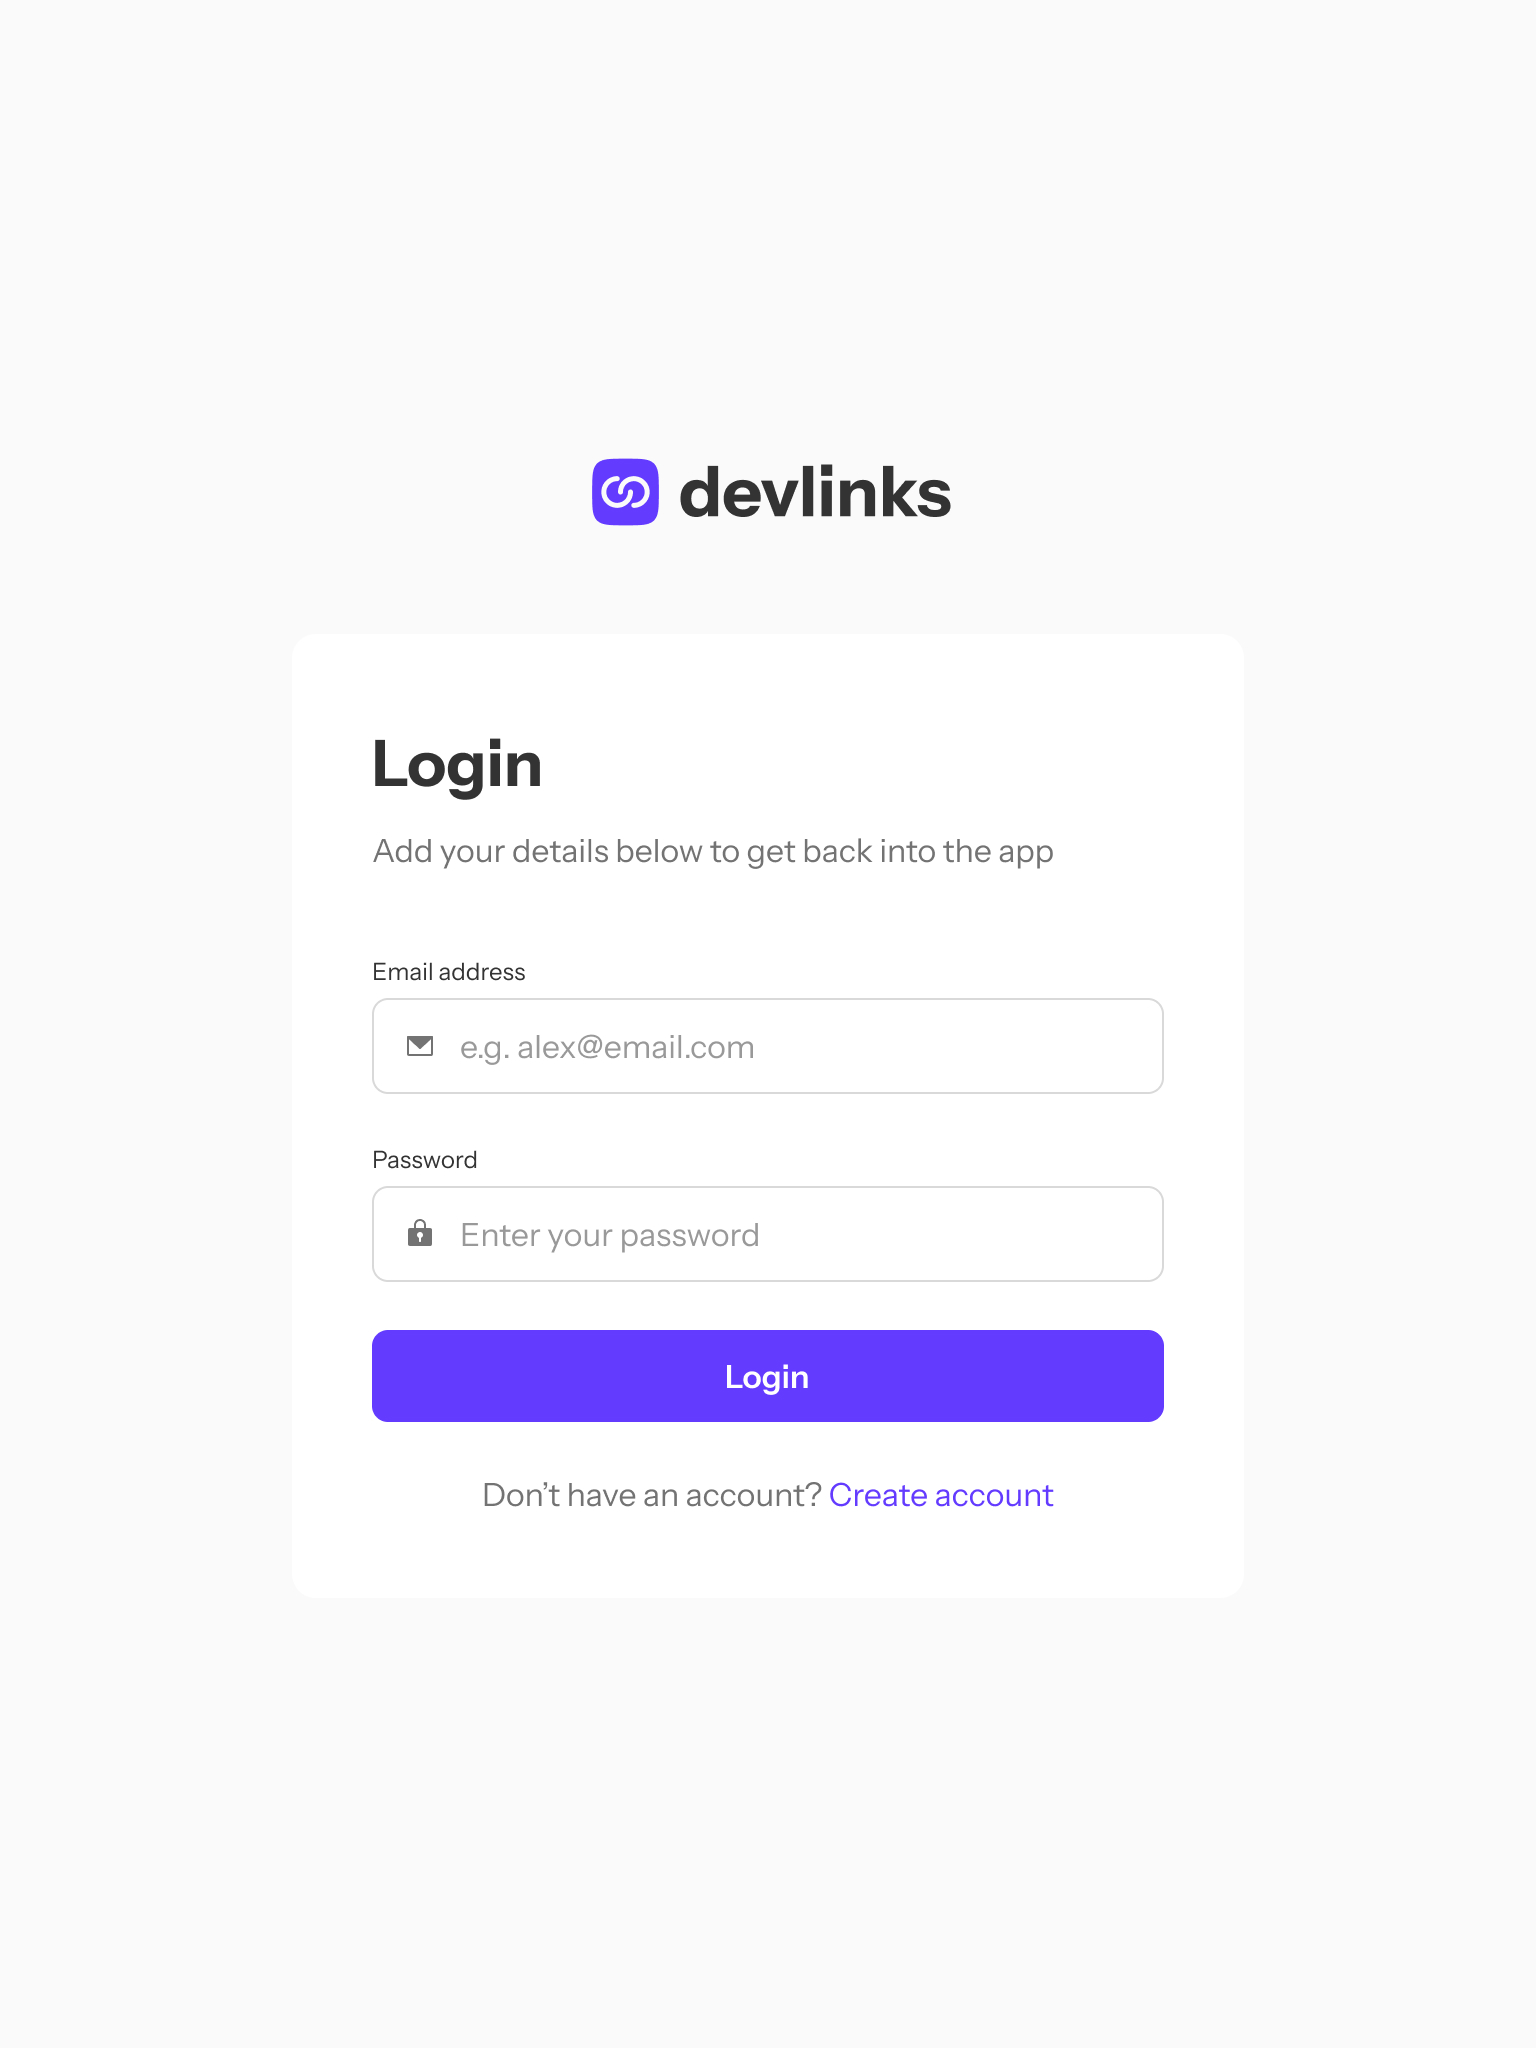 devlinks
Login
Add your details below to get back into the app
Email address
e.g. alex@email.com
Password
Enter your password
Login
Don’t have an account? Create account